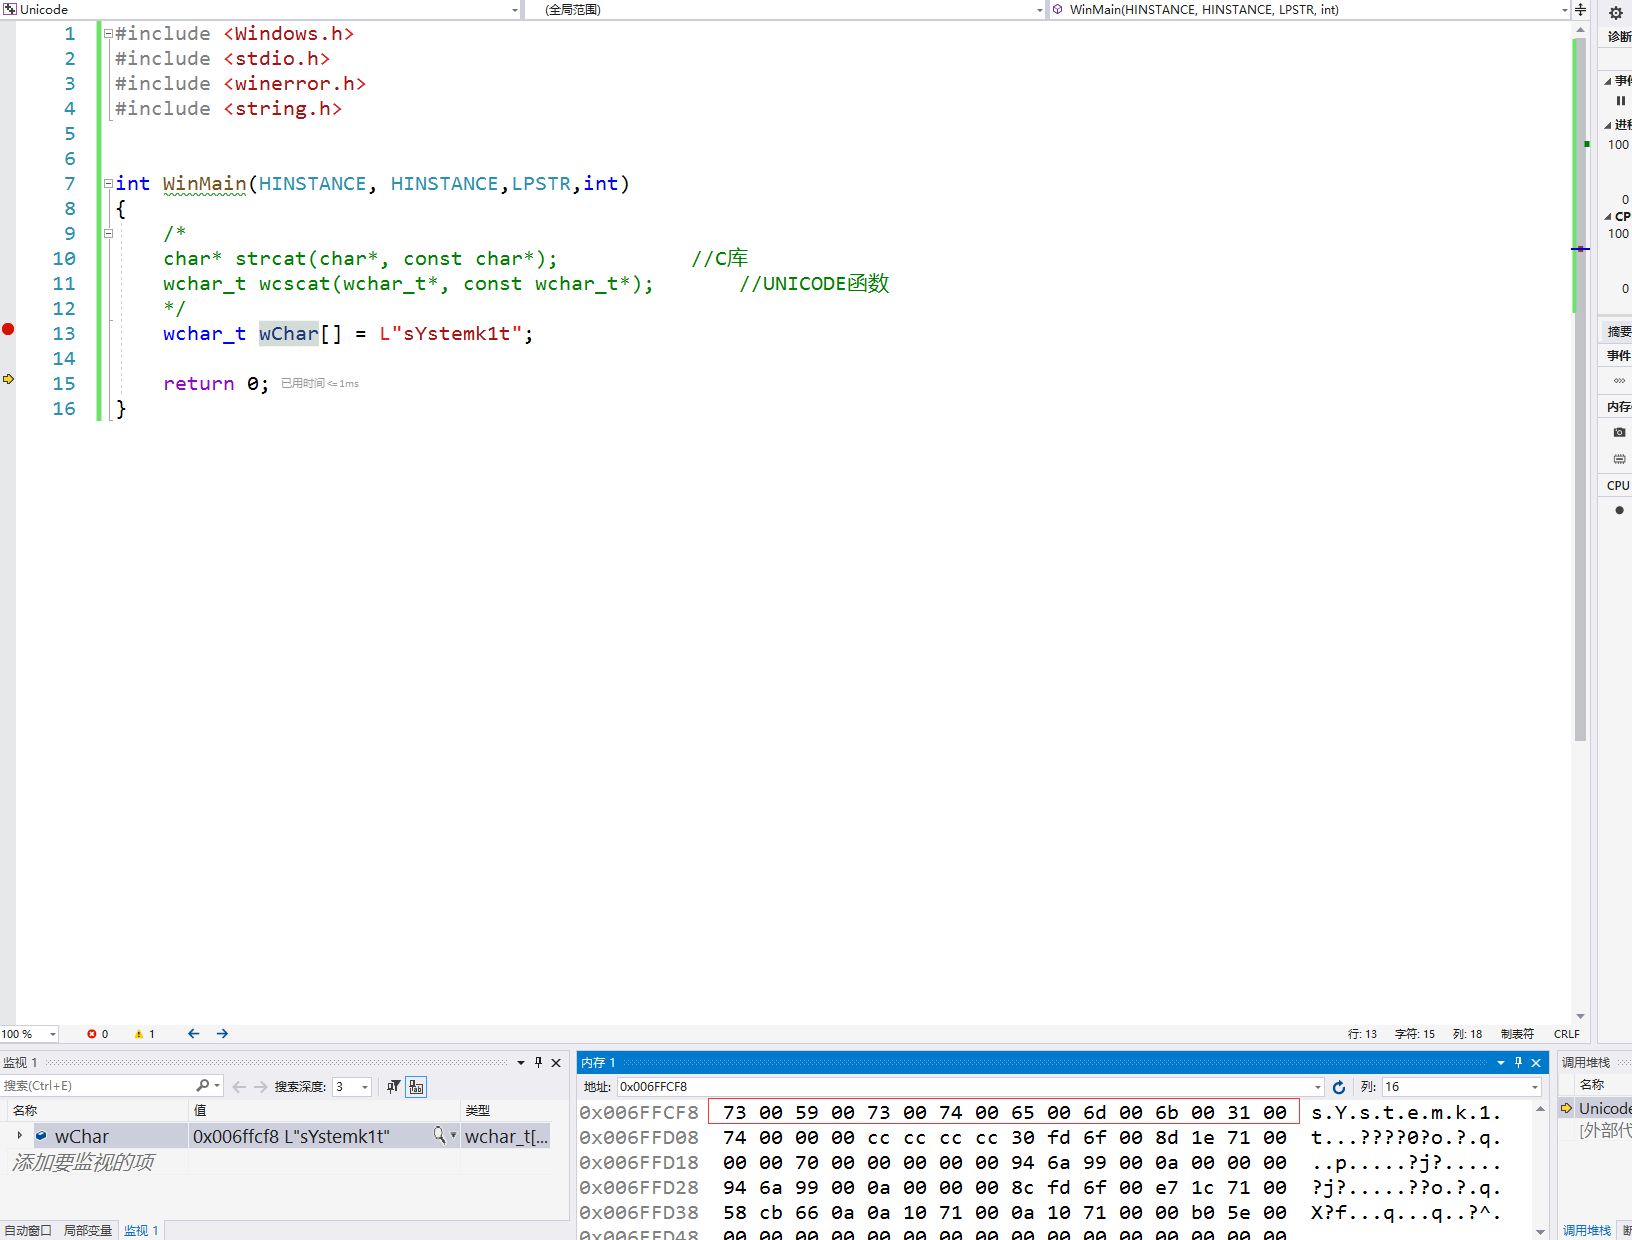 Unicode (全局范围) WinMain(HINSTANCE, HINSTANCE, LPSTR, int)
1 #include <Windows.h>
2 #include <stdio.h>
3 #include <winerror.h>
4 #include <string.h>
5
6
7 int WinMain(HINSTANCE, HINSTANCE,LPSTR,int)
8 {
9 /*
10 char* strcat(char*, const char*); //C库
11 wchar_t wcscat(wchar_t*, const wchar_t*); //UNICODE函数
12 */
13 wchar_t wChar[] = L"sYstemk1t";
14
15 return 0; 已用时间<=1ms
16 }
诊断
事件
进程
100
0
CP
100
0
摘要
事件
内存
CPU
100 % 0 1 行: 13 字符: 15 列: 18 制表符 CRLF
监视 1
搜索(Ctrl+E) 搜索深度: 3
名称 值 类型
wChar 0x006ffcf8 L"sYstemk1t" wchar_t[...
添加要监视的项
自动窗口 局部变量 监视 1
内存 1
地址: 0x006FFCF8 列: 16
0x006FFCF8 73 00 59 00 73 00 74 00 65 00 6d 00 6b 00 31 00 s.Y.s.t.e.m.k.1.
0x006FFD08 74 00 00 00 cc cc cc cc 30 fd 6f 00 8d 1e 71 00 t...????0?o.?.q.
0x006FFD18 00 00 70 00 00 00 00 00 94 6a 99 00 0a 00 00 00 ..p.....?j?.....
0x006FFD28 94 6a 99 00 0a 00 00 00 8c fd 6f 00 e7 1c 71 00 ?j?.....??o.?.q.
0x006FFD38 58 cb 66 0a 0a 10 71 00 0a 10 71 00 00 b0 5e 00 X?f...q...q..?^.
0x006FFD48 00 00 00 00 00 00 00 00 00 00 00 00 00 00 00 00
调用堆栈
名称
Unicode
[外部代
调用堆栈 断